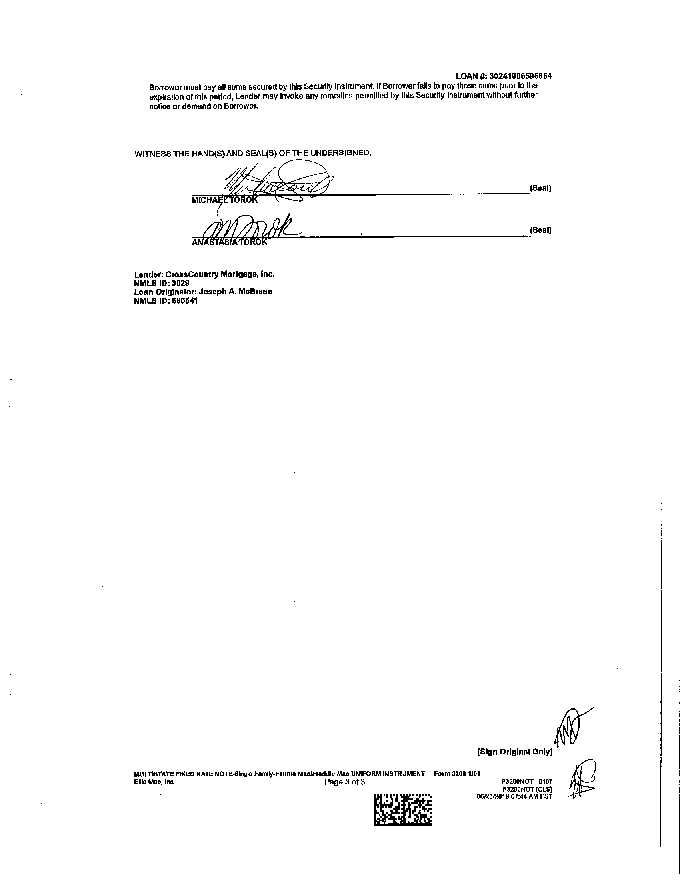 LOAN #: 30241906596664
Borrower must pay all sums secured by this Security Instrument. If Borrower fails to pay these sums prior to the
expiration of this period, Lender may invoke any remedies permitted by this Security Instrument without further
notice or demand on Borrower.
WITNESS THE HAND(S) AND SEAL(S) OF THE UNDERSIGNED.
(Seal)
MICHAEL TOROK
(Seal)
ANASTASIA TOROK
Lender: CrossCountry Mortgage, Inc.
NMLS ID: 3029
Loan Originator: Joseph A.
NMLS ID:
[Sign Original Only]
MULTISTATE FIXED RATE NOTE-Single Family-Fannie Mae/Freddie Mac UNIFORM INSTRUMENT Form 3200 1/01
Ellie Mae, Inc. Page 3 of 3
F3200NOT 0107
F3200NOT (CLS)